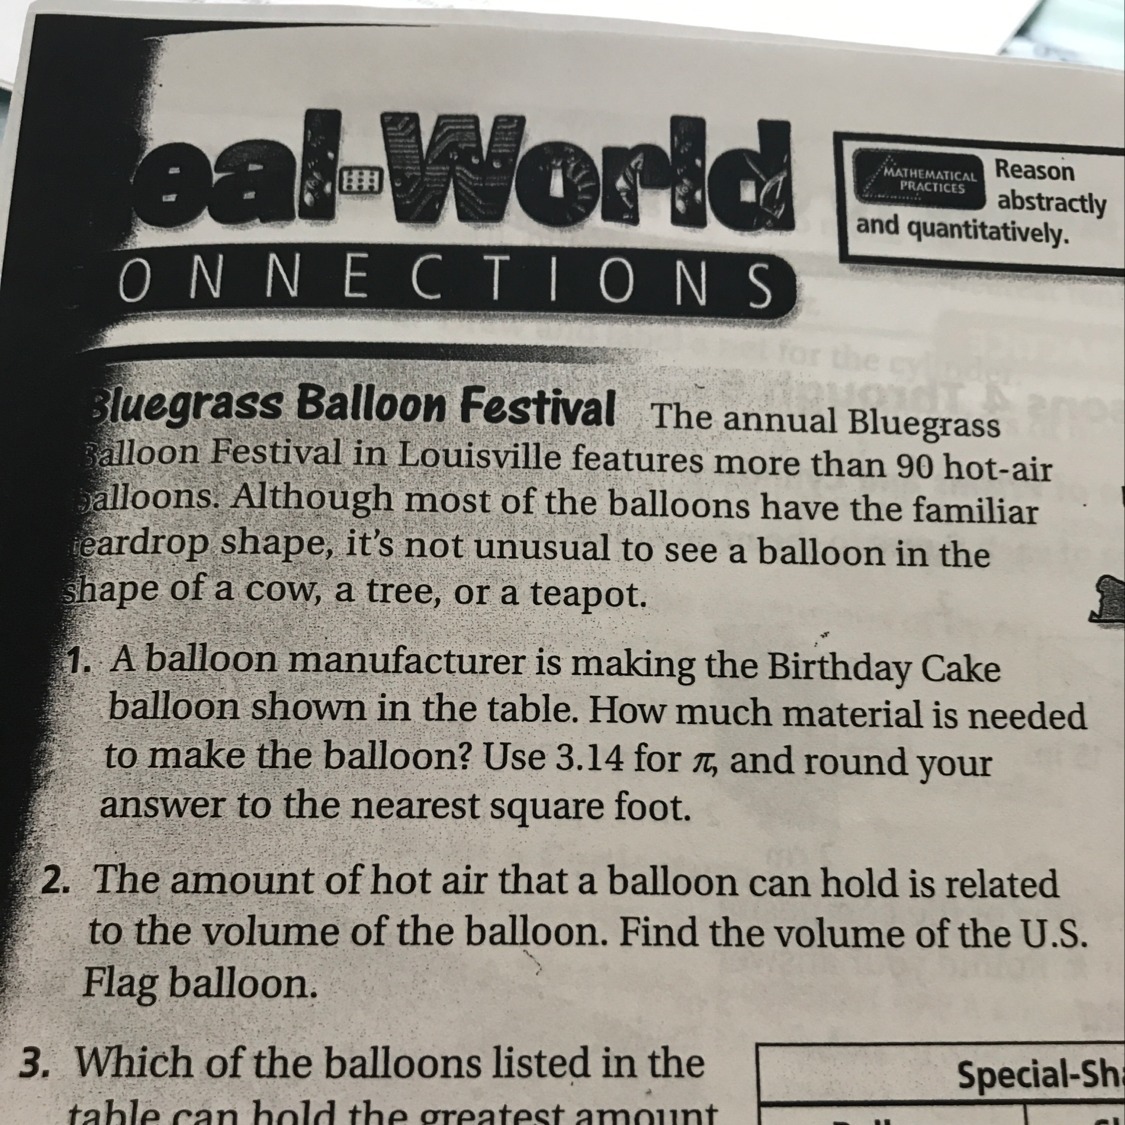 eal-World
ONNECTIONS
MATHEMATICAL
PRACTICES
Reason
abstractly
and quantitatively.
Bluegrass Balloon Festival The annual Bluegrass
Balloon Festival in Louisville features more than 90 hot-air
balloons. Although most of the balloons have the familiar
teardrop shape, it's not unusual to see a balloon in the
shape of a cow, a tree, or a teapot.
1. A balloon manufacturer is making the Birthday Cake
balloon shown in the table. How much material is needed
to make the balloon? Use 3.14 for π, and round your
answer to the nearest square foot.
2. The amount of hot air that a balloon can hold is related
to the volume of the balloon. Find the volume of the U.S.
Flag balloon.
3. Which of the balloons listed in the
table can hold the greatest amount
Special-Sha